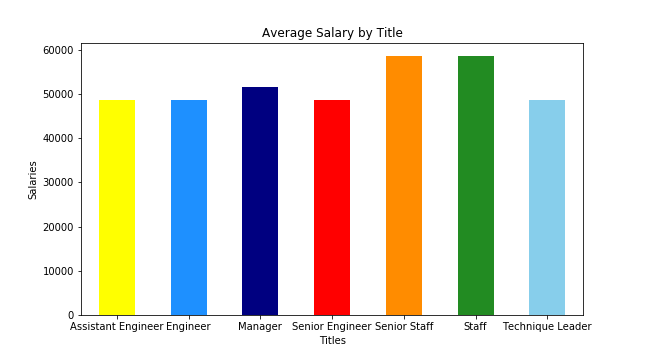 Average Salary by Title
Salaries
60000
50000
40000
30000
20000
10000
0
Assistant Engineer Engineer Manager Senior Engineer Senior Staff Staff Technique Leader
Titles